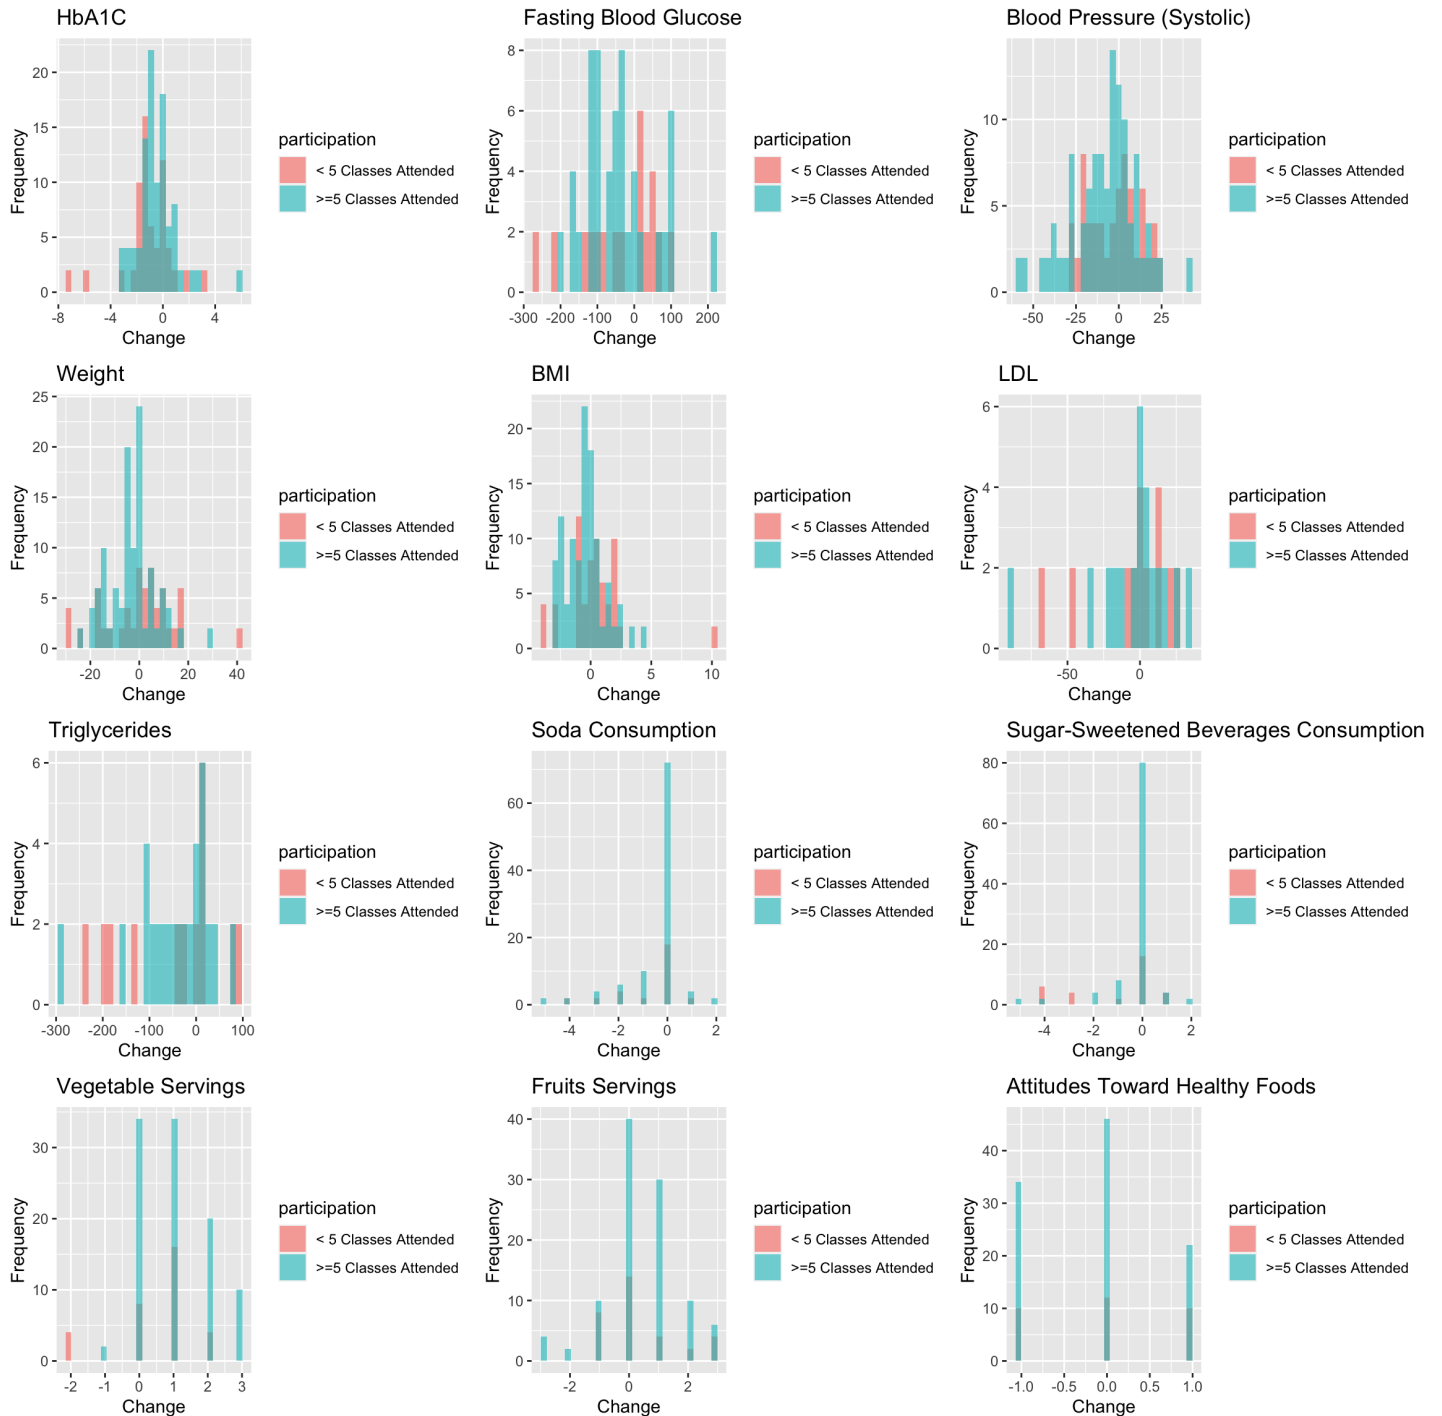 HbA1C
Fasting Blood Glucose
Blood Pressure (Systolic)
Frequency
20
15
10
5
0
-8 -4 0 4
Change
participation
< 5 Classes Attended
>=5 Classes Attended
Frequency
8
6
4
2
0
-300 -200 -100 0 100 200
Change
participation
< 5 Classes Attended
>=5 Classes Attended
Frequency
10
5
0
-50 -25 0 25
Change
participation
< 5 Classes Attended
>=5 Classes Attended
Weight
BMI
LDL
Frequency
25
20
15
10
5
0
-20 0 20 40
Change
participation
< 5 Classes Attended
>=5 Classes Attended
Frequency
20
15
10
5
0
0 5 10
Change
participation
< 5 Classes Attended
>=5 Classes Attended
Frequency
6
4
2
0
-50 0
Change
participation
< 5 Classes Attended
>=5 Classes Attended
Triglycerides
Soda Consumption
Sugar-Sweetened Beverages Consumption
Frequency
6
4
2
0
-300 -200 -100 0 100
Change
participation
< 5 Classes Attended
>=5 Classes Attended
Frequency
60
40
20
0
-4 -2 0 2
Change
participation
< 5 Classes Attended
>=5 Classes Attended
Frequency
80
60
40
20
0
-4 -2 0 2
Change
participation
< 5 Classes Attended
>=5 Classes Attended
Vegetable Servings
Fruits Servings
Attitudes Toward Healthy Foods
Frequency
30
20
10
0
-2 -1 0 1 2 3
Change
participation
< 5 Classes Attended
>=5 Classes Attended
Frequency
40
30
20
10
0
-2 0 2
Change
participation
< 5 Classes Attended
>=5 Classes Attended
Frequency
40
30
20
10
0
-1.0 -0.5 0.0 0.5 1.0
Change
participation
< 5 Classes Attended
>=5 Classes Attended